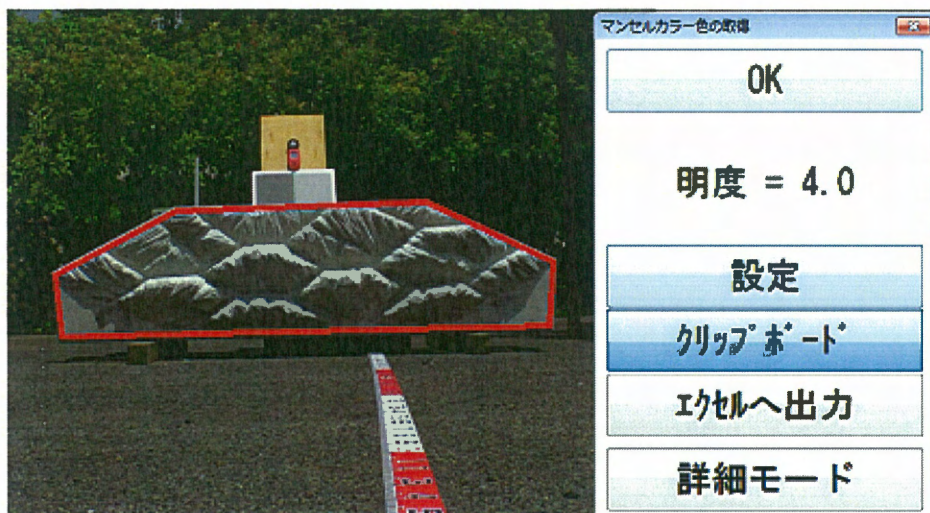 マンセルカラー色の取得
OK
明度 = 4.0
設定
クリップボード
エクセルへ出力
詳細モード